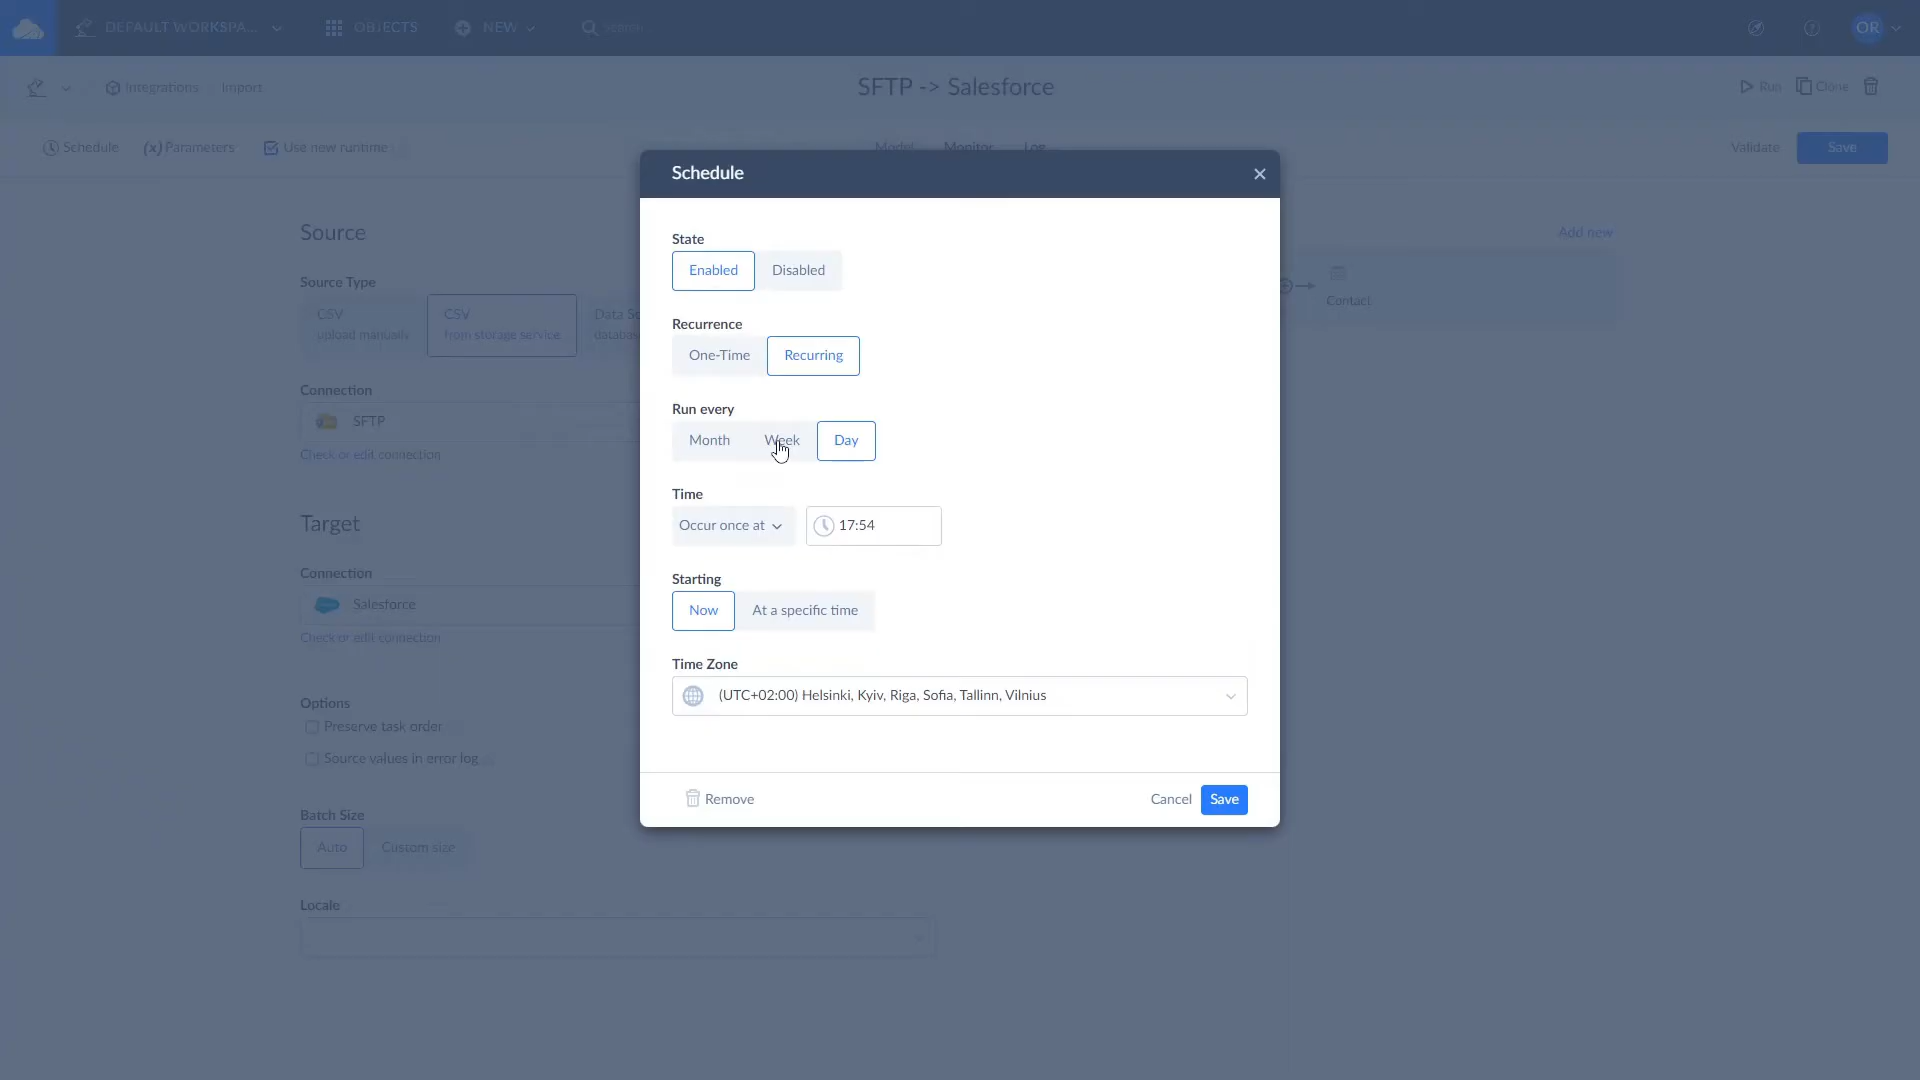 DEFAULT WORKSPA...
OBJECTS
NEW
Search
OR
Integrations
Import
SFTP -> Salesforce
Run
Clone
Schedule
(x) Parameters
Use new runtime
Model
Monitor
Log
Validate
Save
Schedule
Source
Add new
Source Type
CSV
upload manually
CSV
from storage service
Contact
Connection
SFTP
Check or edit connection
Target
Connection
Salesforce
Check or edit connection
Options
Preserve task order
Source values in error log
Batch Size
Auto
Custom size
Locale
State
Enabled
Disabled
Recurrence
One-Time
Recurring
Run every
Month
Week
Day
Time
Occur once at
17:54
Starting
Now
At a specific time
Time Zone
(UTC+02:00) Helsinki, Kyiv, Riga, Sofia, Tallinn, Vilnius
Remove
Cancel
Save